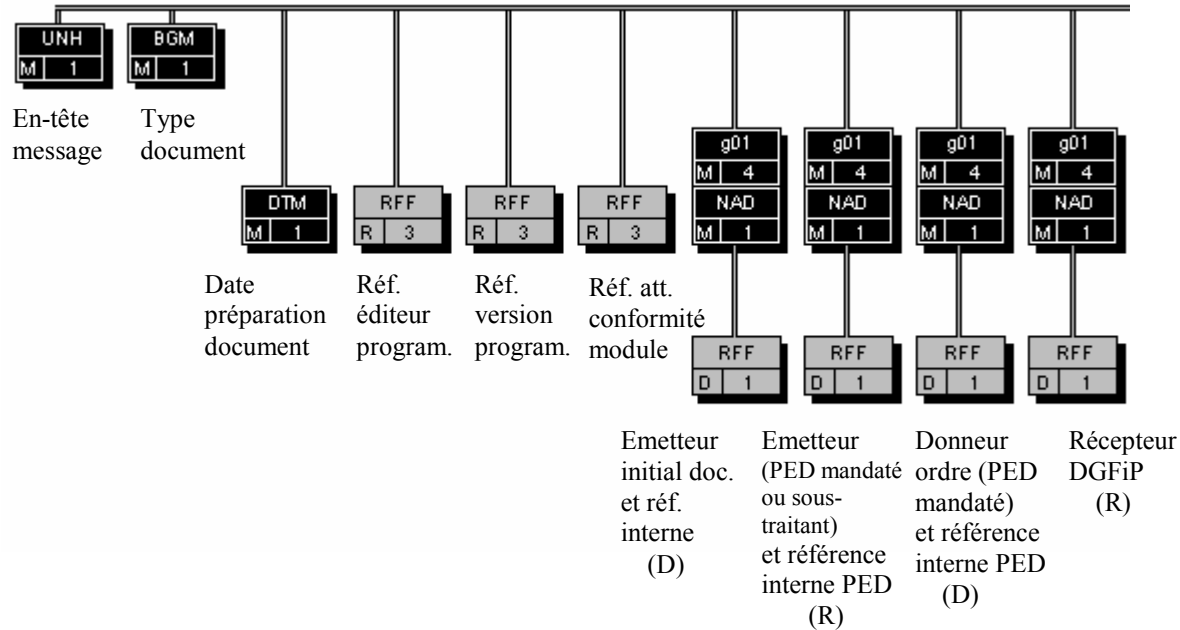 UNH
M 1
BGM
M 1
En-tête
message
Type
document
DTM
M 1
RFF
R 3
RFF
R 3
RFF
R 3
g01
M 4
NAD
M 1
g01
M 4
NAD
M 1
g01
M 4
NAD
M 1
g01
M 4
NAD
M 1
Date
préparation
document
Réf.
éditeur
program.
Réf.
version
program.
Réf. att.
conformité
module
RFF
D 1
RFF
D 1
RFF
D 1
RFF
D 1
Emetteur
initial doc.
et réf.
interne
(D)
Emetteur
(PED mandaté
ou sous-
traitant)
et référence
interne PED
(R)
Donneur
ordre (PED
mandaté)
et référence
interne PED
(D)
Récepteur
DGFiP
(R)